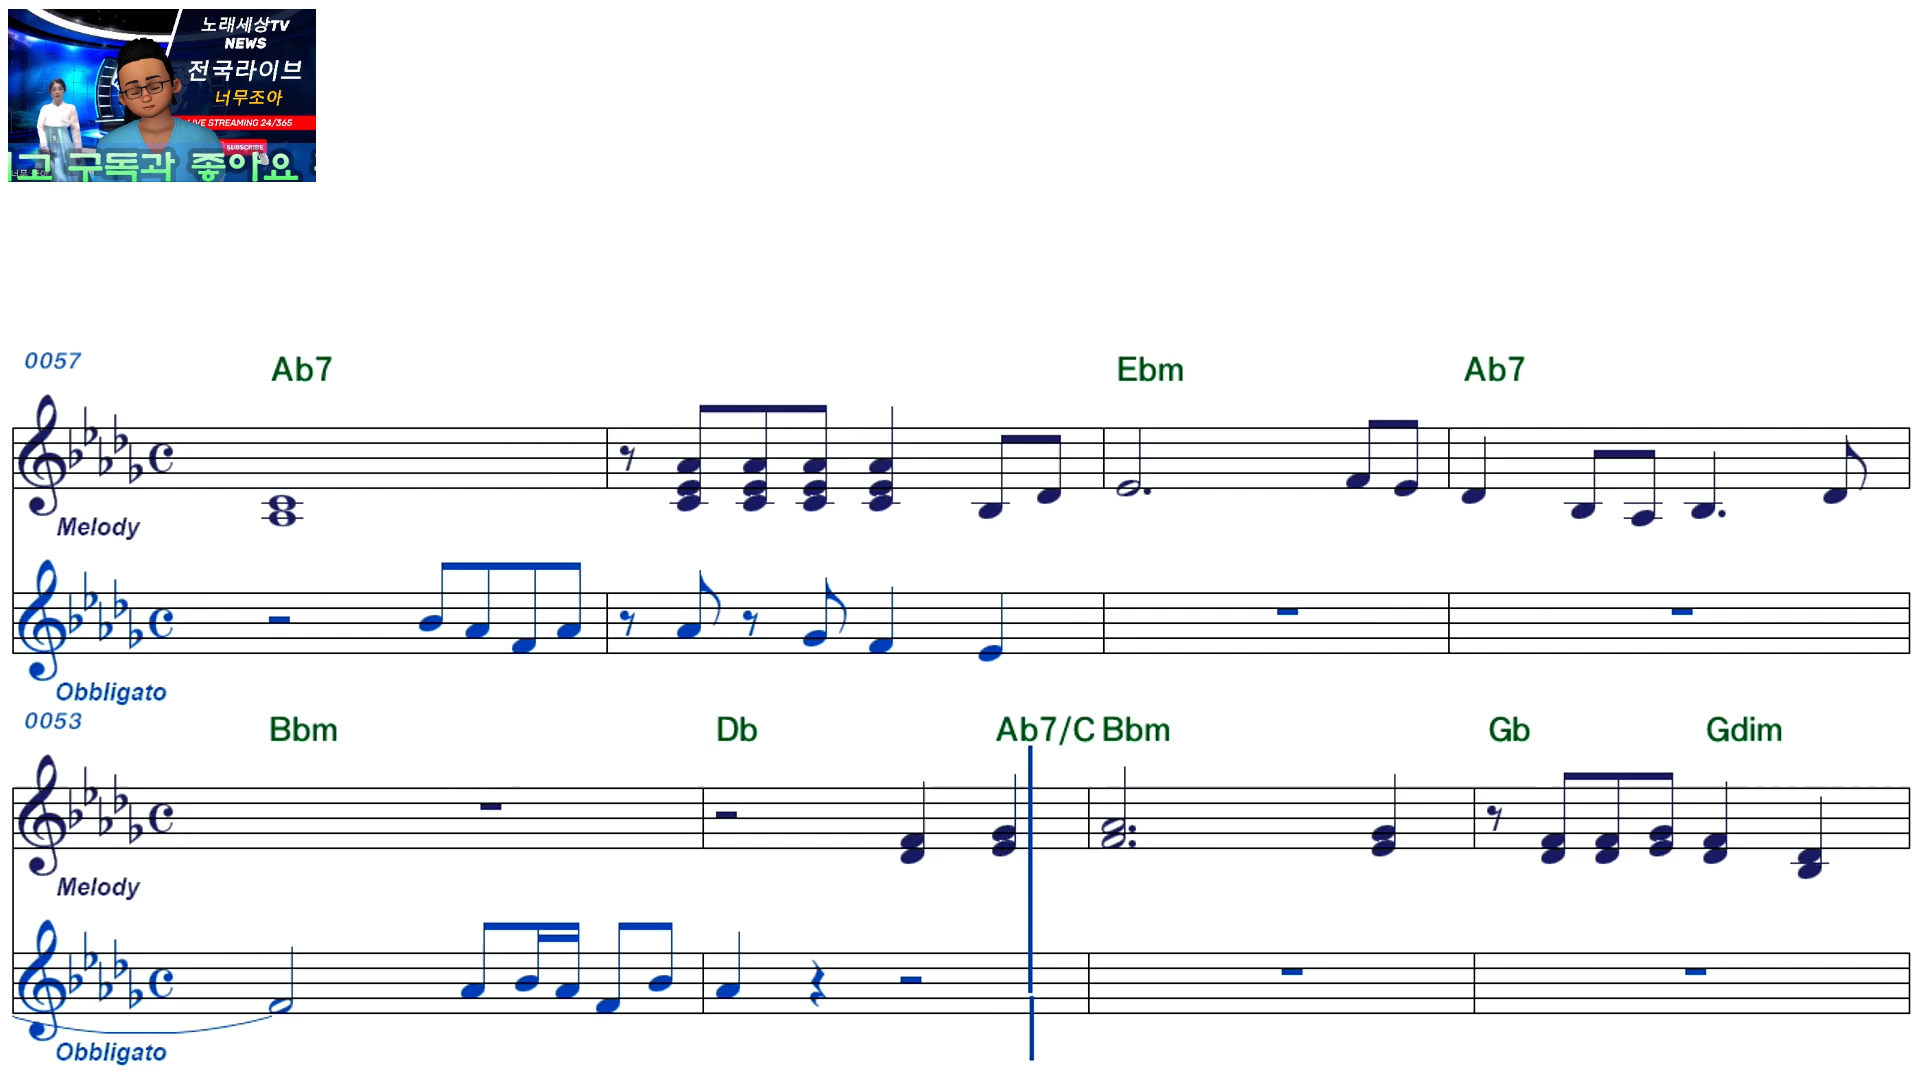 노래세상TV
NEWS
전국라이브
너무조아
LIVE STREAMING 24/365
SUBSCRIBE
고 구독과 좋아요
0057
Ab7 Ebm Ab7
Melody
Obbligato
0053
Bbm Db Ab7/C Bbm Gb Gdim
Melody
Obbligato